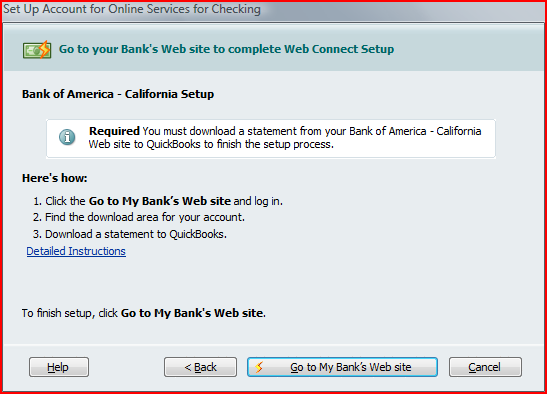 Set Up Account for Online Services for Checking
Go to your Bank's Web site to complete Web Connect Setup
Bank of America - California Setup
Required You must download a statement from your Bank of America - California
Web site to QuickBooks to finish the setup process.
Here's how:
1. Click the Go to My Bank's Web site and log in.
2. Find the download area for your account.
3. Download a statement to QuickBooks.
Detailed Instructions
To finish setup, click Go to My Bank's Web site.
Help
< Back
Go to My Bank's Web site
Cancel